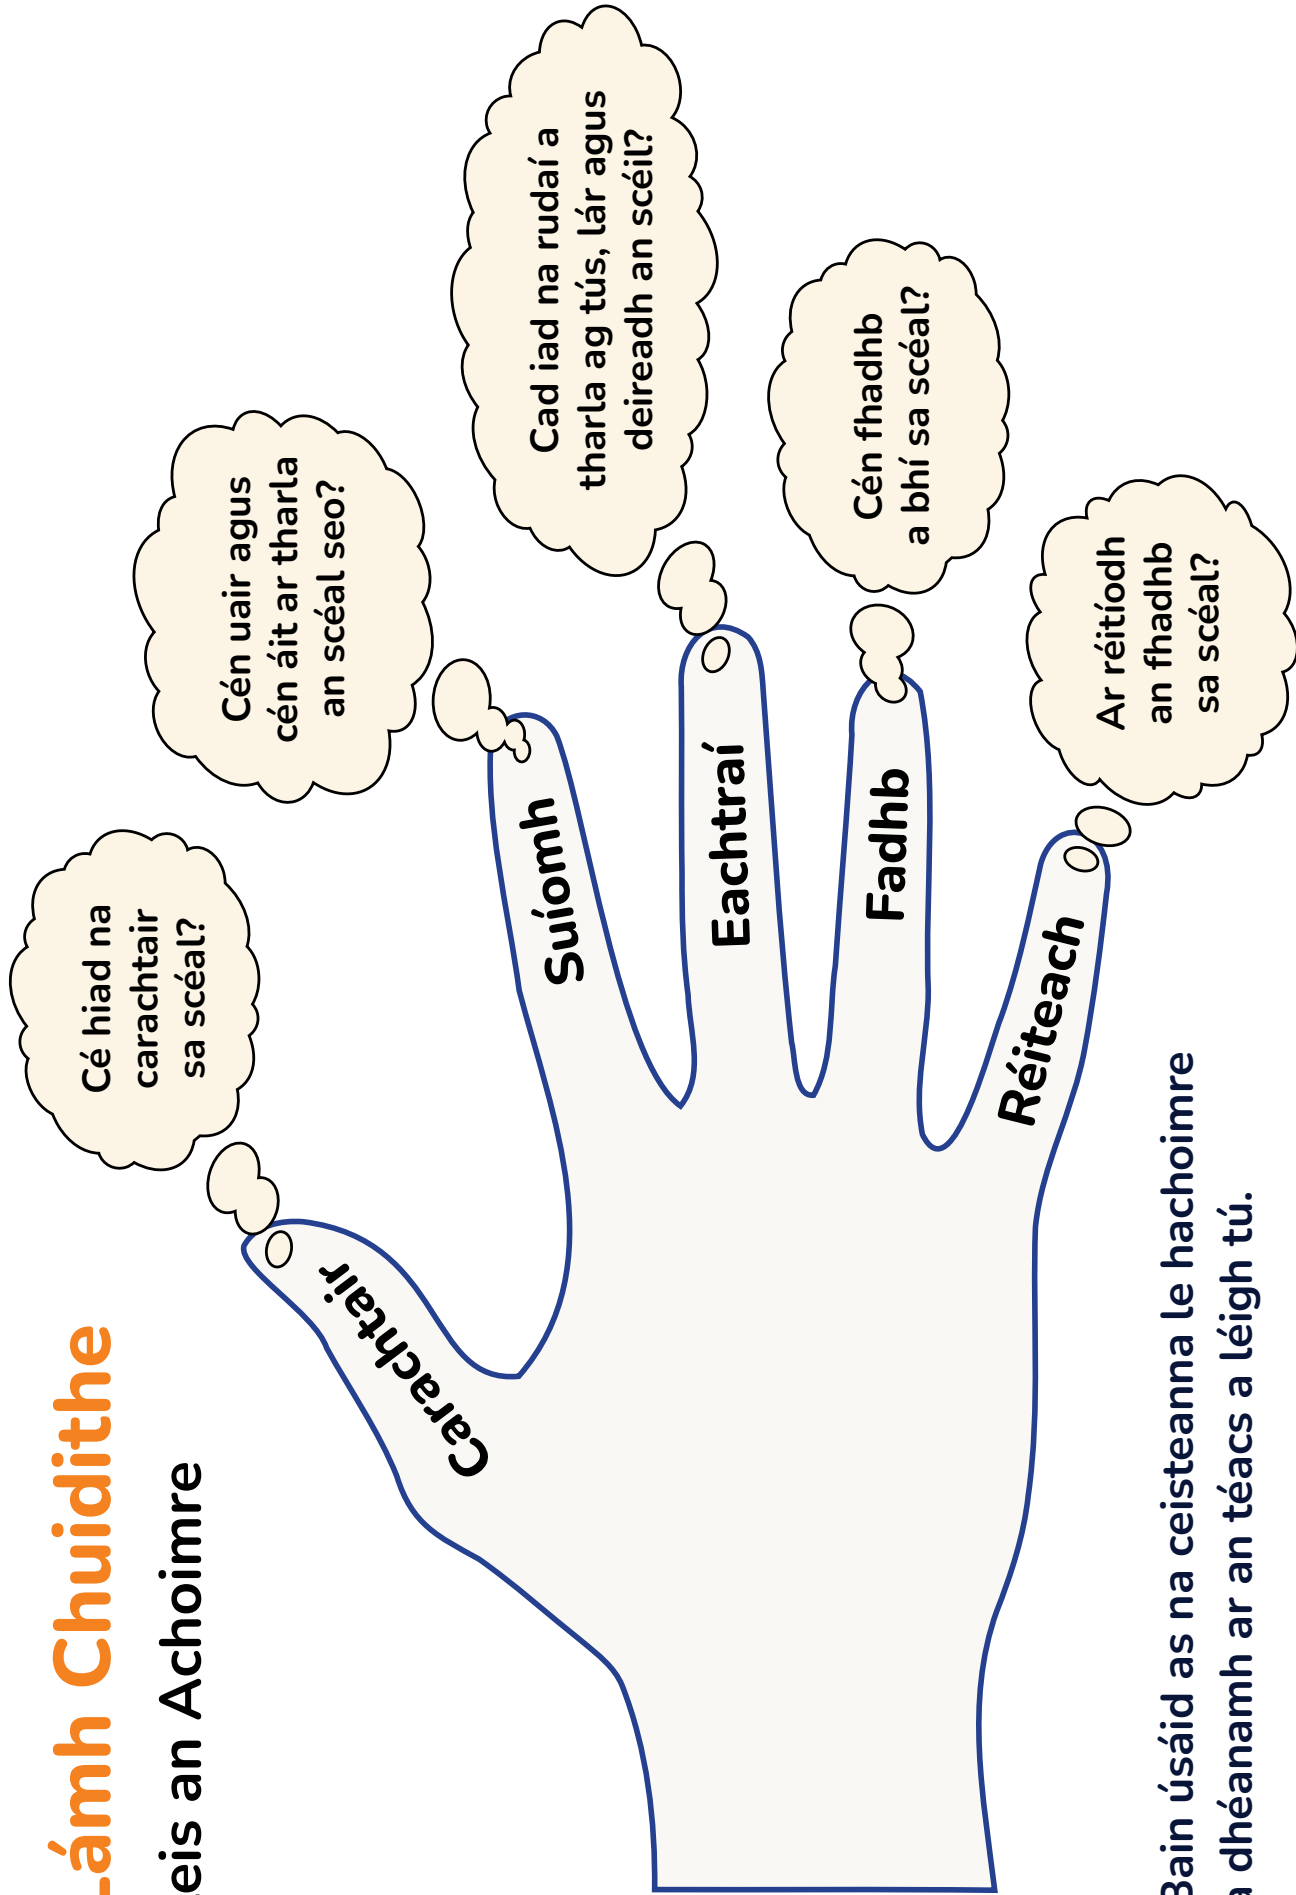 Lámh Chuidithe
eis an Achoimre
Cé hiad na
carachtair
sa scéal?
Cén uair agus
cén áit ar tharla
an scéal seo?
Cad iad na rudaí a
tharla ag tús, lár agus
deireadh an scéil?
Cén fhadhb
a bhí sa scéal?
Ar réitíodh
an fhadhb
sa scéal?
Carachtair
Suíomh
Eachtraí
Fadhb
Réiteach
Bain úsáid as na ceisteanna le hachoimre
a dhéanamh ar an téacs a léigh tú.